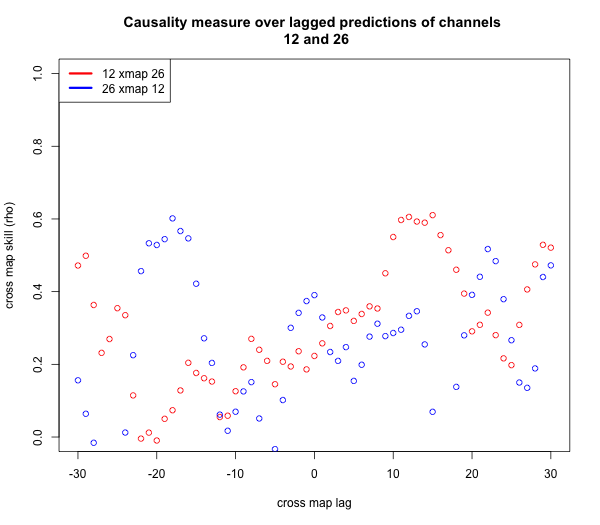 Causality measure over lagged predictions of channels
12 and 26
12 xmap 26
26 xmap 12
cross map skill (rho)
1.0
0.8
0.6
0.4
0.2
0.0
-30
-20
-10
0
10
20
30
cross map lag